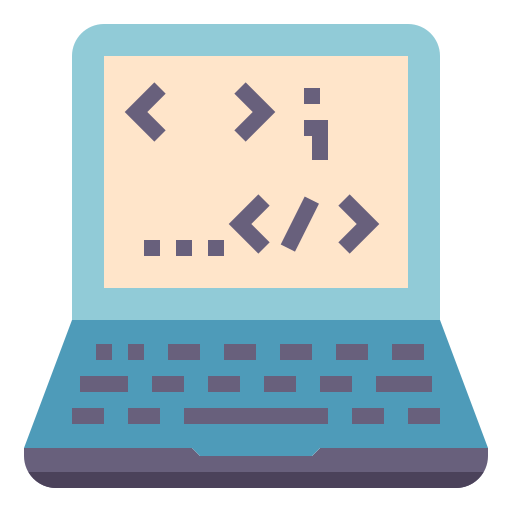 < > ;
...</>